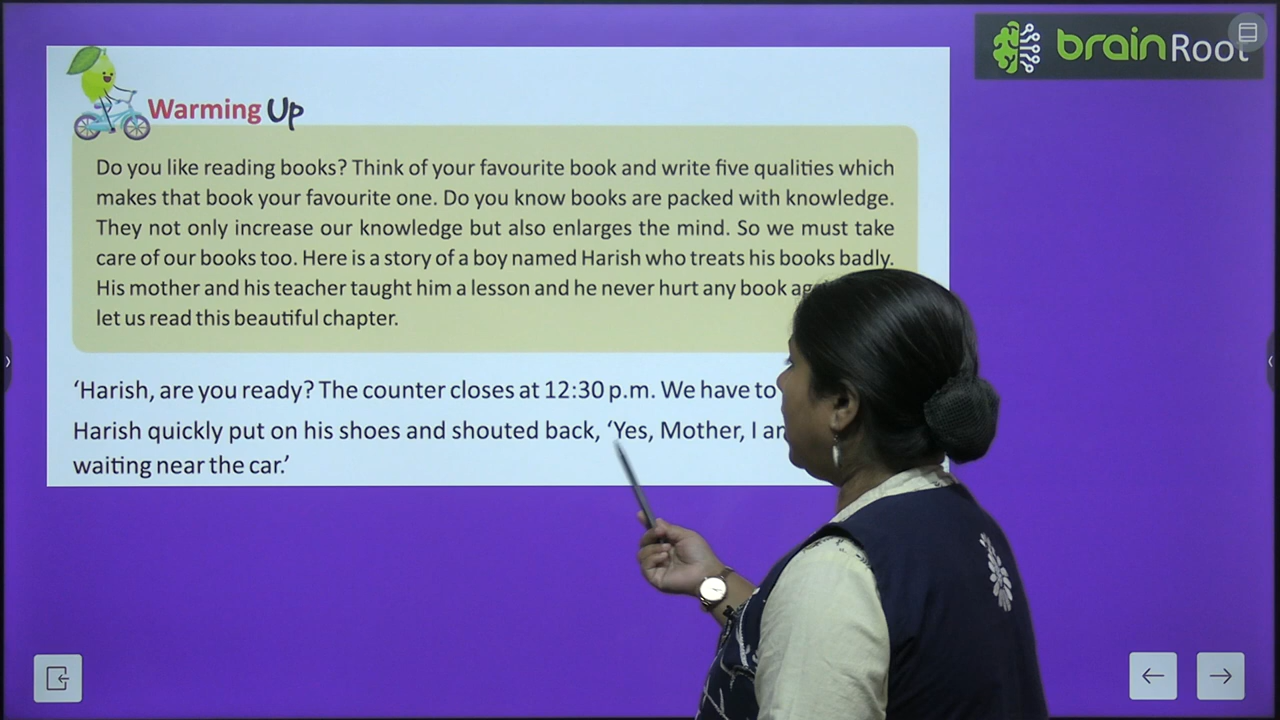 brainRoot
Warming Up
Do you like reading books? Think of your favourite book and write five qualities which
makes that book your favourite one. Do you know books are packed with knowledge.
They not only increase our knowledge but also enlarges the mind. So we must take
care of our books too. Here is a story of a boy named Harish who treats his books badly.
His mother and his teacher taught him a lesson and he never hurt any book
let us read this beautiful chapter.
‘Harish, are you ready? The counter closes at 12:30 p.m. We have to
Harish quickly put on his shoes and shouted back, ‘Yes, Mother, I
waiting near the car.’